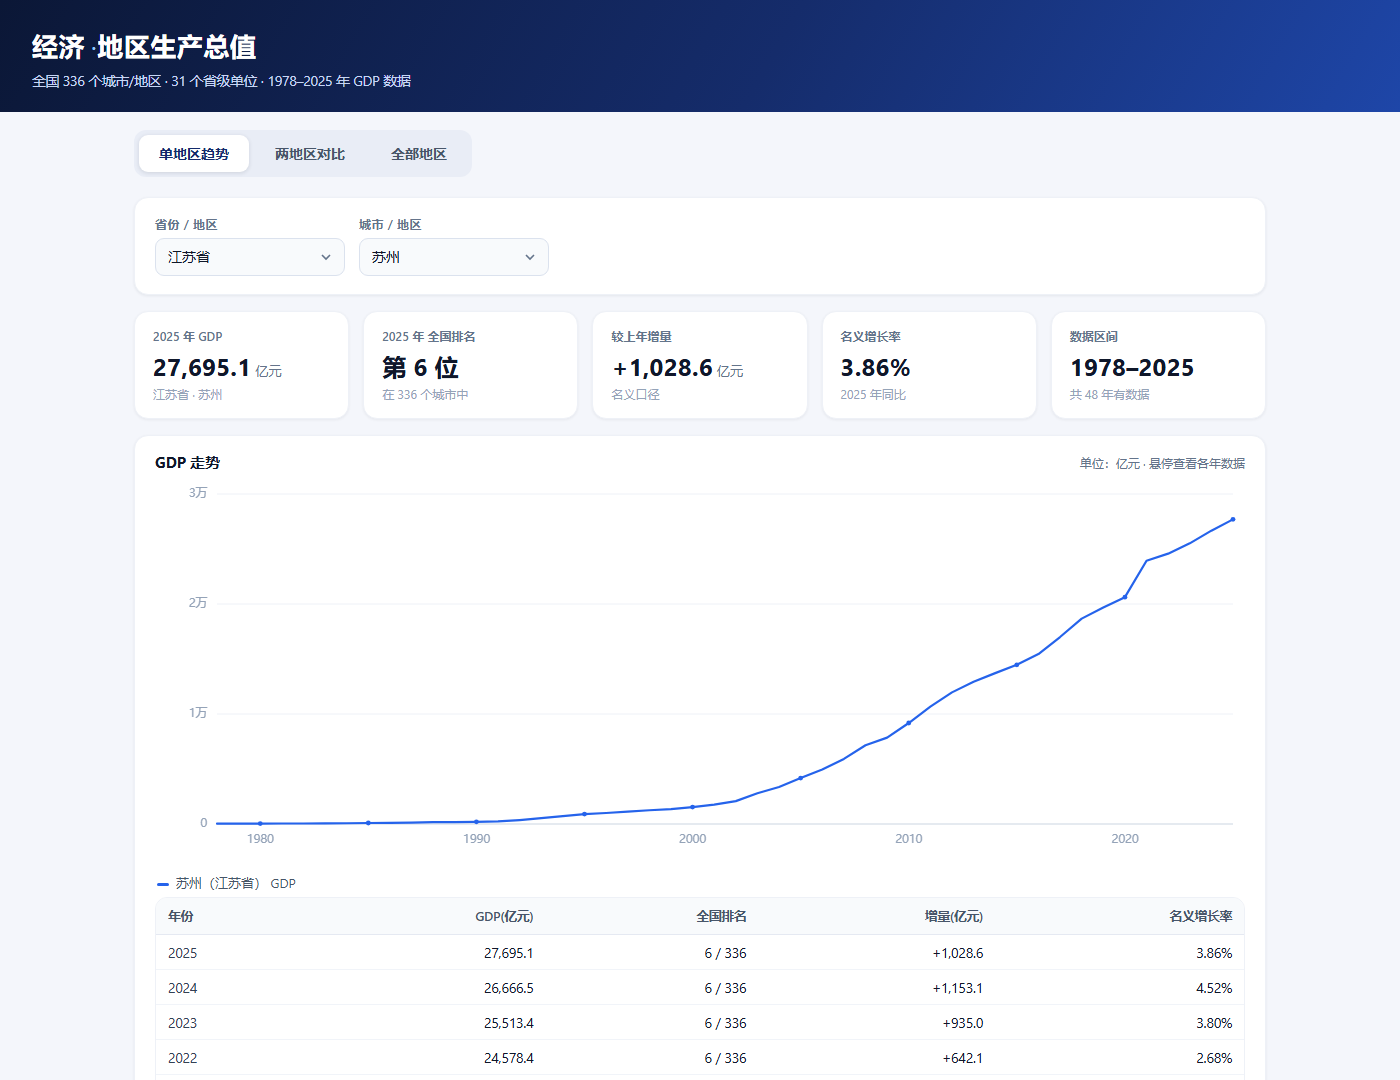 经济 ·地区生产总值
全国 336 个城市/地区 · 31 个省级单位 · 1978–2025 年 GDP 数据
单地区趋势 两地区对比 全部地区
省份 / 地区 城市 / 地区
江苏省 苏州
2025 年 GDP
27,695.1 亿元
江苏省 · 苏州
2025 年 全国排名
第 6 位
在 336 个城市中
较上年增量
+1,028.6 亿元
名义口径
名义增长率
3.86%
2025 年同比
数据区间
1978–2025
共 48 年有数据
GDP 走势 单位：亿元 · 悬停查看各年数据
3万
2万
1万
0
1980 1990 2000 2010 2020
苏州（江苏省） GDP
年份 GDP(亿元) 全国排名 增量(亿元) 名义增长率
2025 27,695.1 6 / 336 +1,028.6 3.86%
2024 26,666.5 6 / 336 +1,153.1 4.52%
2023 25,513.4 6 / 336 +935.0 3.80%
2022 24,578.4 6 / 336 +642.1 2.68%